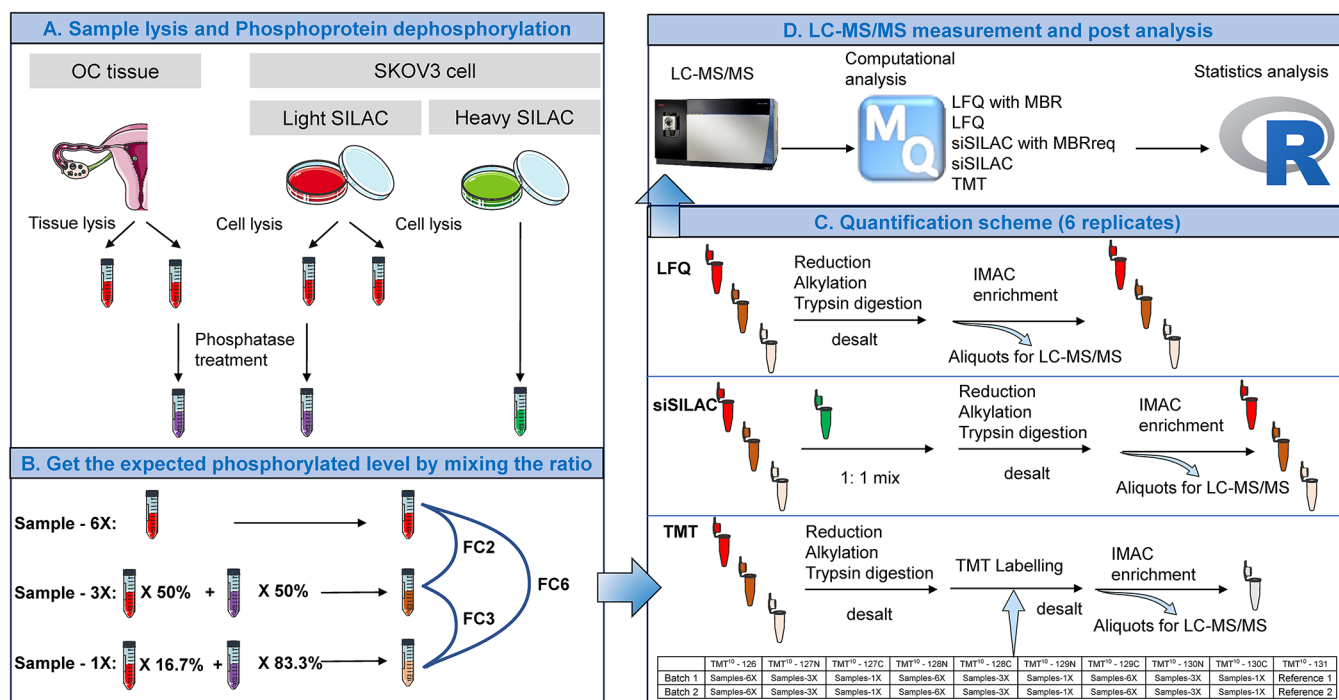 A. Sample lysis and Phosphoprotein dephosphorylation
OC tissue
SKOV3 cell
Light SILAC
Heavy SILAC
Tissue lysis
Cell lysis
Cell lysis
Phosphatase
treatment
B. Get the expected phosphorylated level by mixing the ratio
Sample - 6X:
Sample - 3X: X 50% + X 50%
Sample - 1X: X 16.7% + X 83.3%
FC2
FC3
FC6
D. LC-MS/MS measurement and post analysis
LC-MS/MS
Computational
analysis
MQ
LFQ with MBR
LFQ
siSILAC with MBRreq
siSILAC
TMT
Statistics analysis
R
C. Quantification scheme (6 replicates)
LFQ
Reduction
Alkylation
Trypsin digestion
desalt
IMAC
enrichment
Aliquots for LC-MS/MS
siSILAC
1: 1 mix
Reduction
Alkylation
Trypsin digestion
desalt
IMAC
enrichment
Aliquots for LC-MS/MS
TMT
Reduction
Alkylation
Trypsin digestion
desalt
TMT Labelling
desalt
IMAC
enrichment
Aliquots for LC-MS/MS
TMT¹⁰ - 126 TMT¹⁰ - 127N TMT¹⁰ - 127C TMT¹⁰ - 128N TMT¹⁰ - 128C TMT¹⁰ - 129N TMT¹⁰ - 129C TMT¹⁰ - 130N TMT¹⁰ - 130C TMT¹⁰ - 131
Batch 1 Samples-6X Samples-3X Samples-1X Samples-6X Samples-3X Samples-1X Samples-6X Samples-3X Samples-1X Reference 1
Batch 2 Samples-6X Samples-3X Samples-1X Samples-6X Samples-3X Samples-1X Samples-6X Samples-3X Samples-1X Reference 2